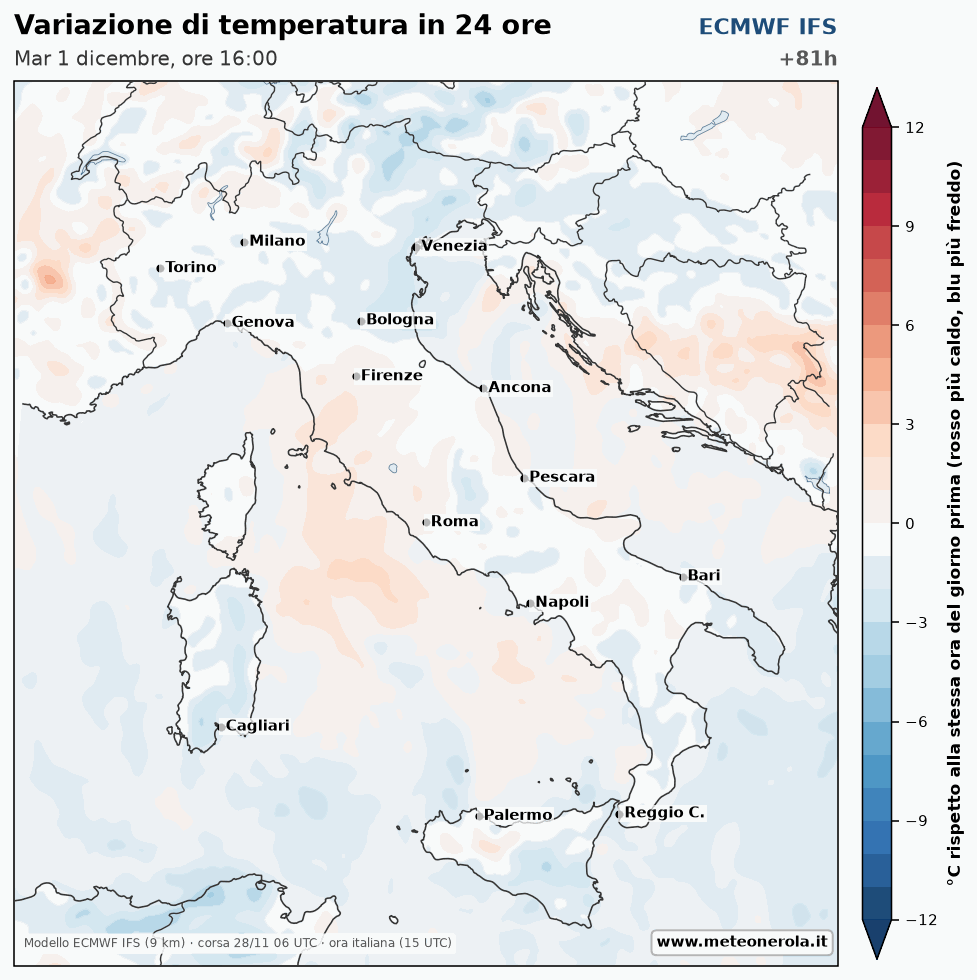 Variazione di temperatura in 24 ore
ECMWF IFS
Mar 1 dicembre, ore 16:00
+81h
Milano
Venezia
Torino
Genova
Bologna
Firenze
Ancona
Pescara
Roma
Bari
Napoli
Cagliari
Palermo
Reggio C.
12
9
6
3
0
−3
−6
−9
−12
°C rispetto alla stessa ora del giorno prima (rosso più caldo, blu più freddo)
Modello ECMWF IFS (9 km) · corsa 28/11 06 UTC · ora italiana (15 UTC)
www.meteonerola.it